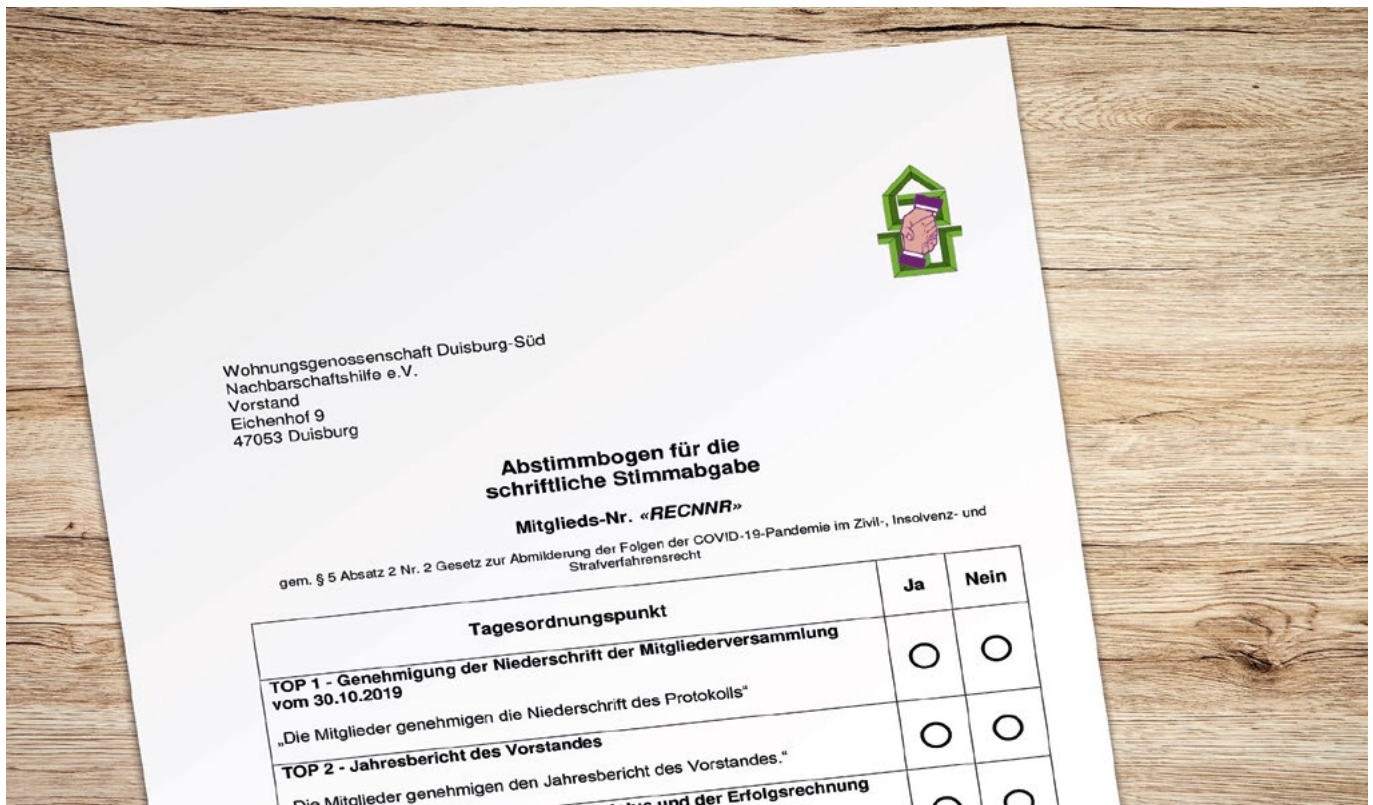 Wohnungsgenossenschaft Duisburg-Süd
Nachbarschaftshilfe e.V.
Vorstand
Eichenhof 9
47053 Duisburg
Abstimmbogen für die
schriftliche Stimmabgabe
Mitglieds-Nr. «RECNNR»
gem. § 5 Absatz 2 Nr. 2 Gesetz zur Abmilderung der Folgen der COVID-19-Pandemie im Zivil-, Insolvenz- und
Strafverfahrensrecht
Tagesordnungspunkt Ja Nein
TOP 1 - Genehmigung der Niederschrift der Mitgliederversammlung
vom 30.10.2019
„Die Mitglieder genehmigen die Niederschrift des Protokolls“
TOP 2 - Jahresbericht des Vorstandes
„Die Mitglieder genehmigen den Jahresbericht des Vorstandes.“
und der Erfolgsrechnung